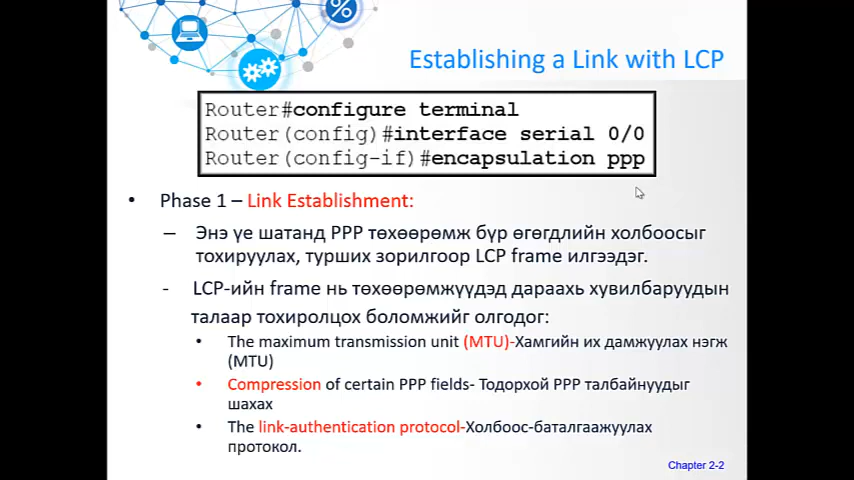 Establishing a Link with LCP
Router#configure terminal
Router(config)#interface serial 0/0
Router(config-if)#encapsulation ppp
• Phase 1 – Link Establishment:
– Энэ үе шатанд PPP төхөөрөмж бүр өгөгдлийн холбоосыг
тохируулах, турших зорилгоор LCP frame илгээдэг.
- LCP-ийн frame нь төхөөрөмжүүдэд дараахь хувилбаруудын
талаар тохиролцох боломжийг олгодог:
• The maximum transmission unit (MTU)-Хамгийн их дамжуулах нэгж
(MTU)
• Compression of certain PPP fields- Тодорхой PPP талбайнуудыг
шахах
• The link-authentication protocol-Холбоос-баталгаажуулах
протокол.
Chapter 2-2